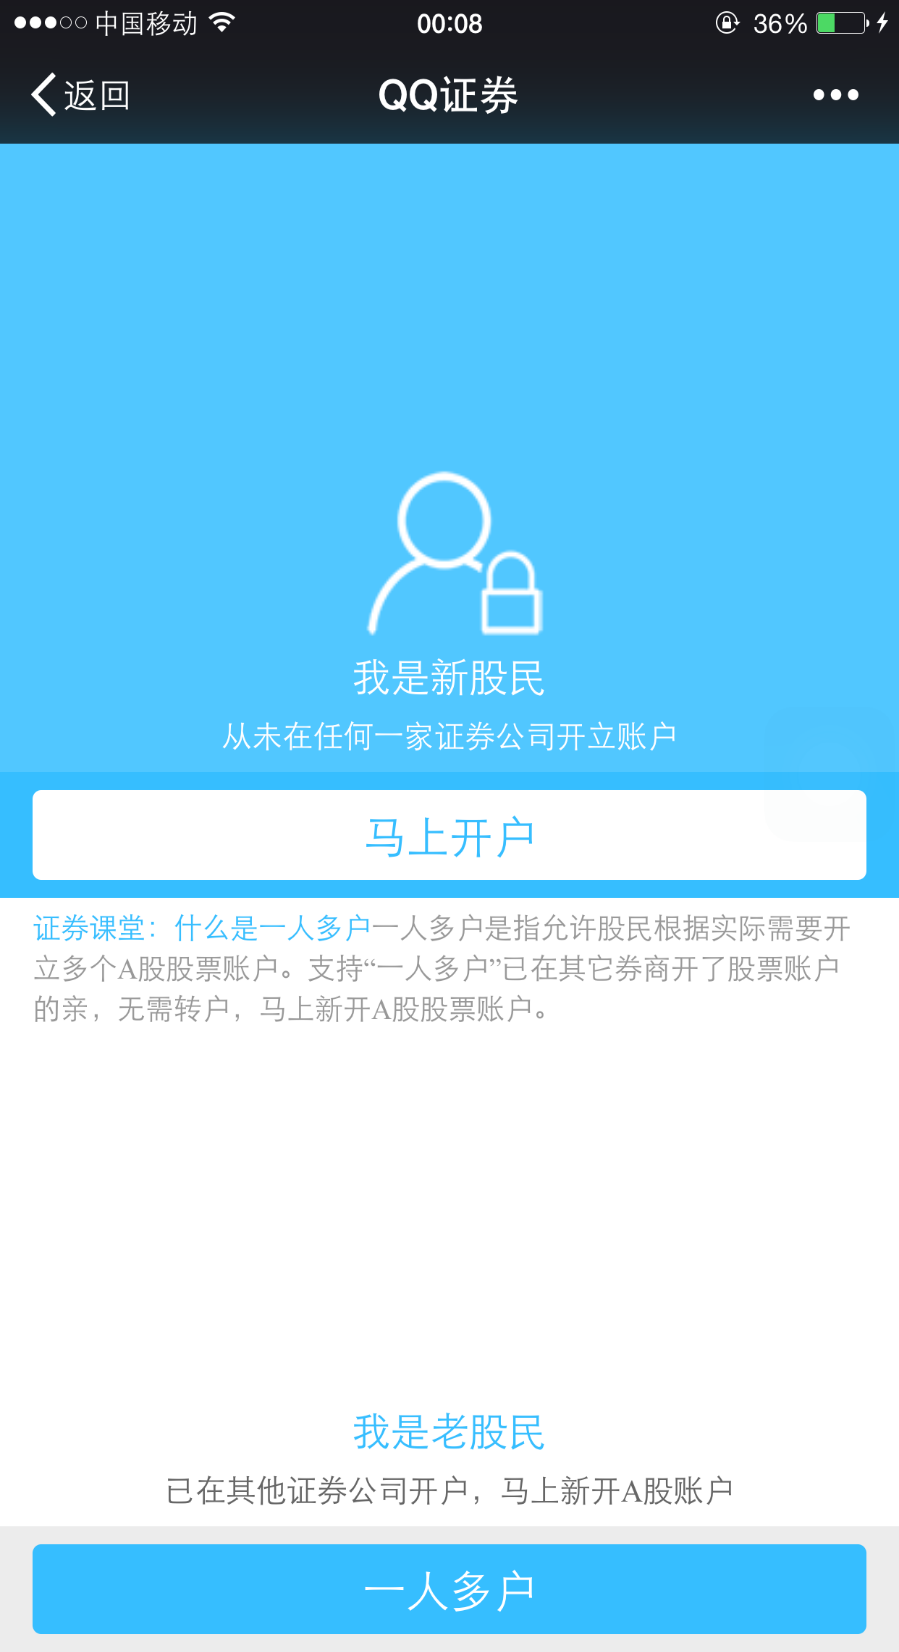 中国移动
00:08
36%
返回
QQ证券
我是新股民
从未在任何一家证券公司开立账户
马上开户
证券课堂：什么是一人多户一人多户是指允许股民根据实际需要开
立多个A股股票账户。支持“一人多户”已在其它券商开了股票账户
的亲，无需转户，马上新开A股股票账户。
我是老股民
已在其他证券公司开户，马上新开A股账户
一人多户